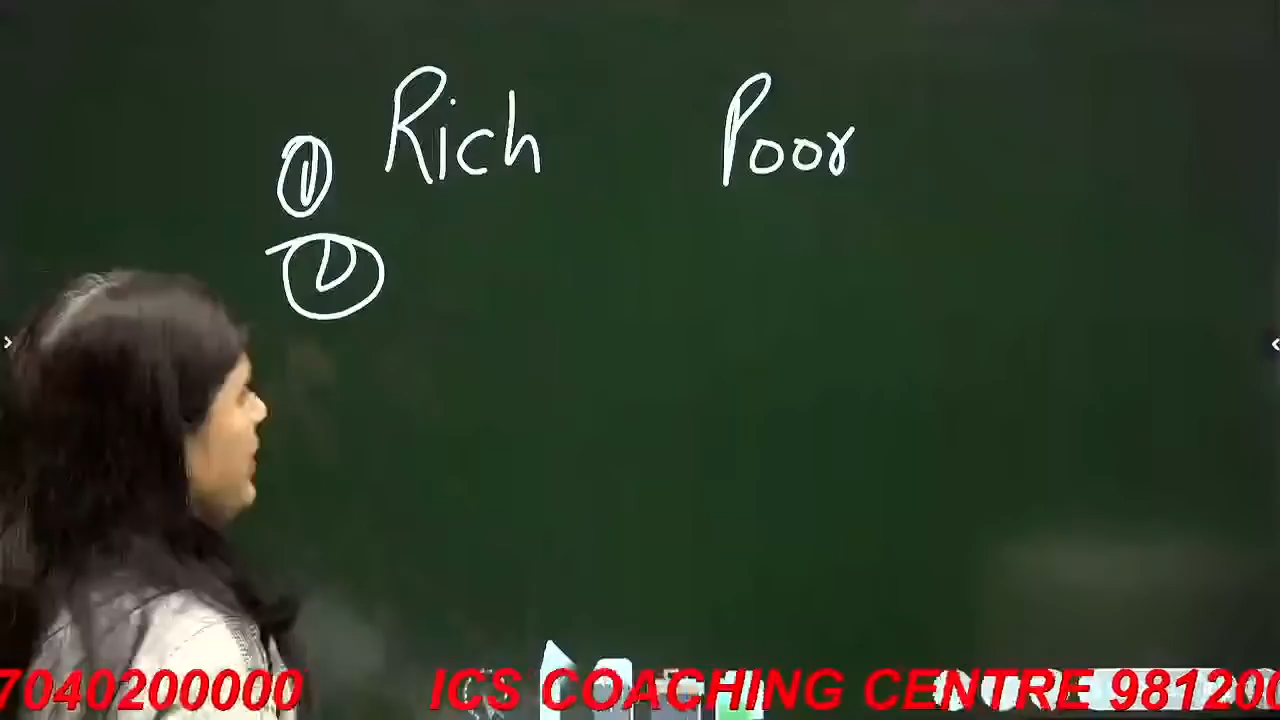 ① Rich Poor
②
7040200000 ICS COACHING CENTRE 981200